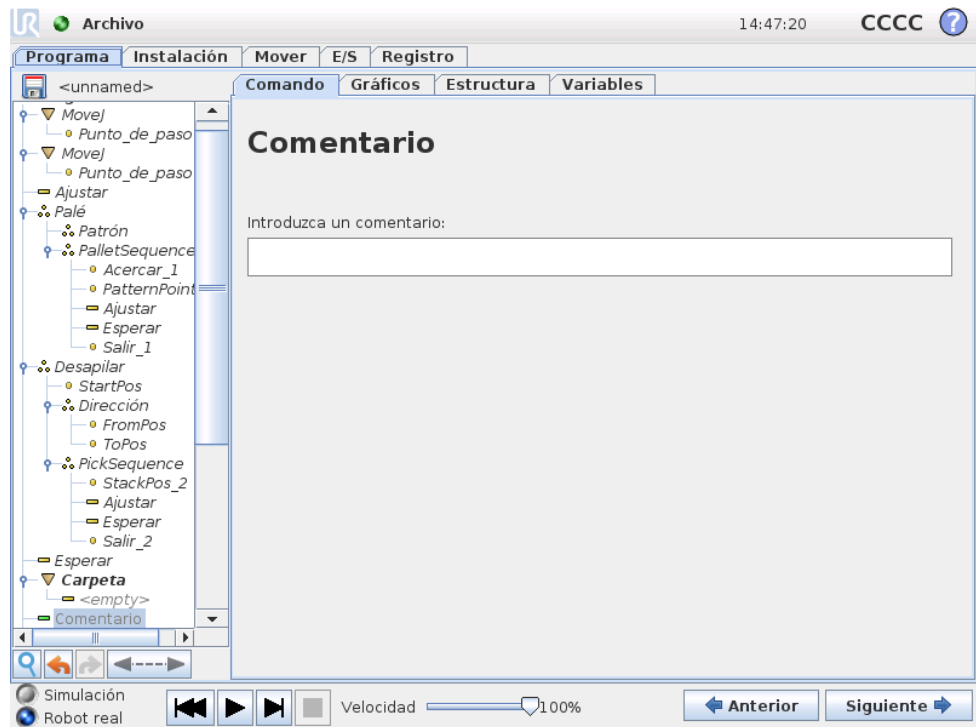 UR Archivo 14:47:20 CCCC ?
Programa Instalación Mover E/S Registro
<unnamed>
Comando Gráficos Estructura Variables
MoveJ
Punto_de_paso
MoveJ
Punto_de_paso
Ajustar
Palé
Patrón
PalletSequence
Acercar_1
PatternPoint
Ajustar
Esperar
Salir_1
Desapilar
StartPos
Dirección
FromPos
ToPos
PickSequence
StackPos_2
Ajustar
Esperar
Salir_2
Esperar
Carpeta
<empty>
Comentario
Comentario
Introduzca un comentario:
Simulación
Robot real
Velocidad 100%
Anterior Siguiente